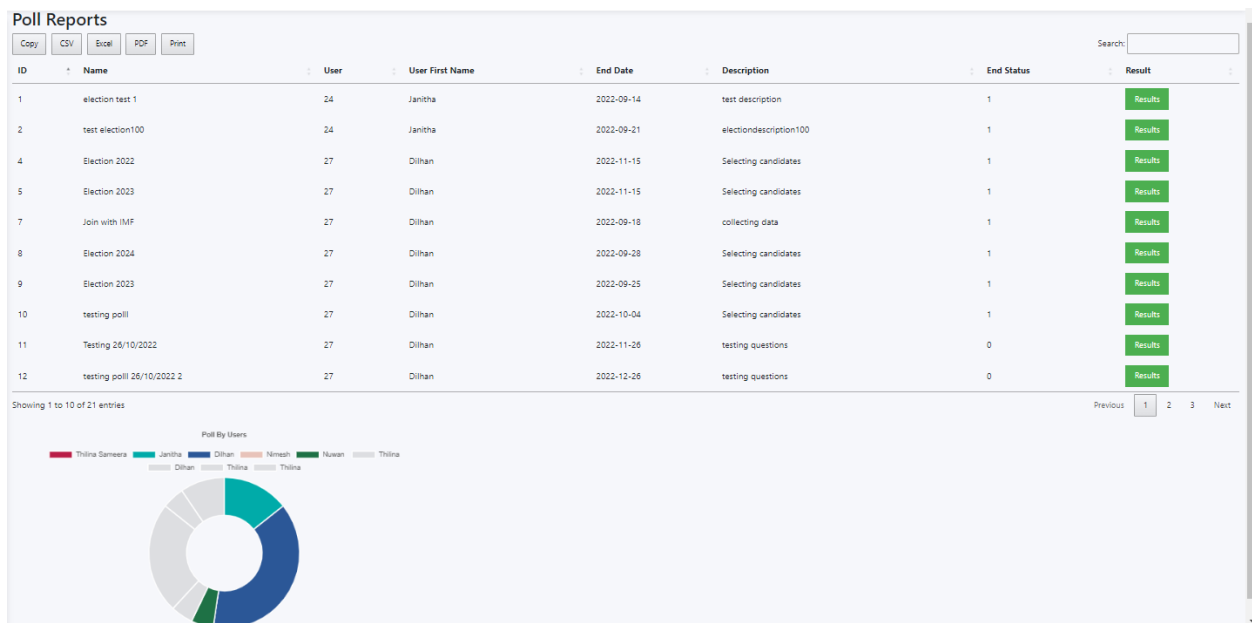 Poll Reports
Copy CSV Excel PDF Print Search:
ID Name User User First Name End Date Description End Status Result
1 election test 1 24 Janitha 2022-09-14 test description 1 Results
2 test election100 24 Janitha 2022-09-21 electiondescription100 1 Results
4 Election 2022 27 Dilhan 2022-11-15 Selecting candidates 1 Results
5 Election 2023 27 Dilhan 2022-11-15 Selecting candidates 1 Results
7 Join with IMF 27 Dilhan 2022-09-18 collecting data 1 Results
8 Election 2024 27 Dilhan 2022-09-28 Selecting candidates 1 Results
9 Election 2023 27 Dilhan 2022-09-25 Selecting candidates 1 Results
10 testing polll 27 Dilhan 2022-10-04 Selecting candidates 1 Results
11 Testing 26/10/2022 27 Dilhan 2022-11-26 testing questions 0 Results
12 testing polll 26/10/2022 2 27 Dilhan 2022-12-26 testing questions 0 Results
Showing 1 to 10 of 21 entries Previous 1 2 3 Next
Poll By Users
Thilina Sameera Janitha Dilhan Nimesh Nuwan Thilina
Dilhan Thilina Thilina